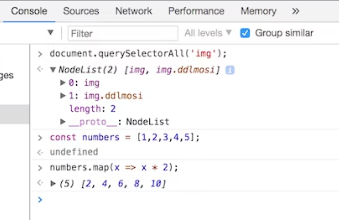 Console Network Performance Memory »
Filter All levels ▾ Group similar
> document.querySelectorAll('img');
▼ NodeList(2) [img, img.ddlmosi] i
▶ 0: img
ges
▶ 1: img.ddlmosi
length: 2
▶ __proto__: NodeList
> const numbers = [1,2,3,4,5];
undefined
> numbers.map(x => x * 2);
▶ (5) [2, 4, 6, 8, 10]
>